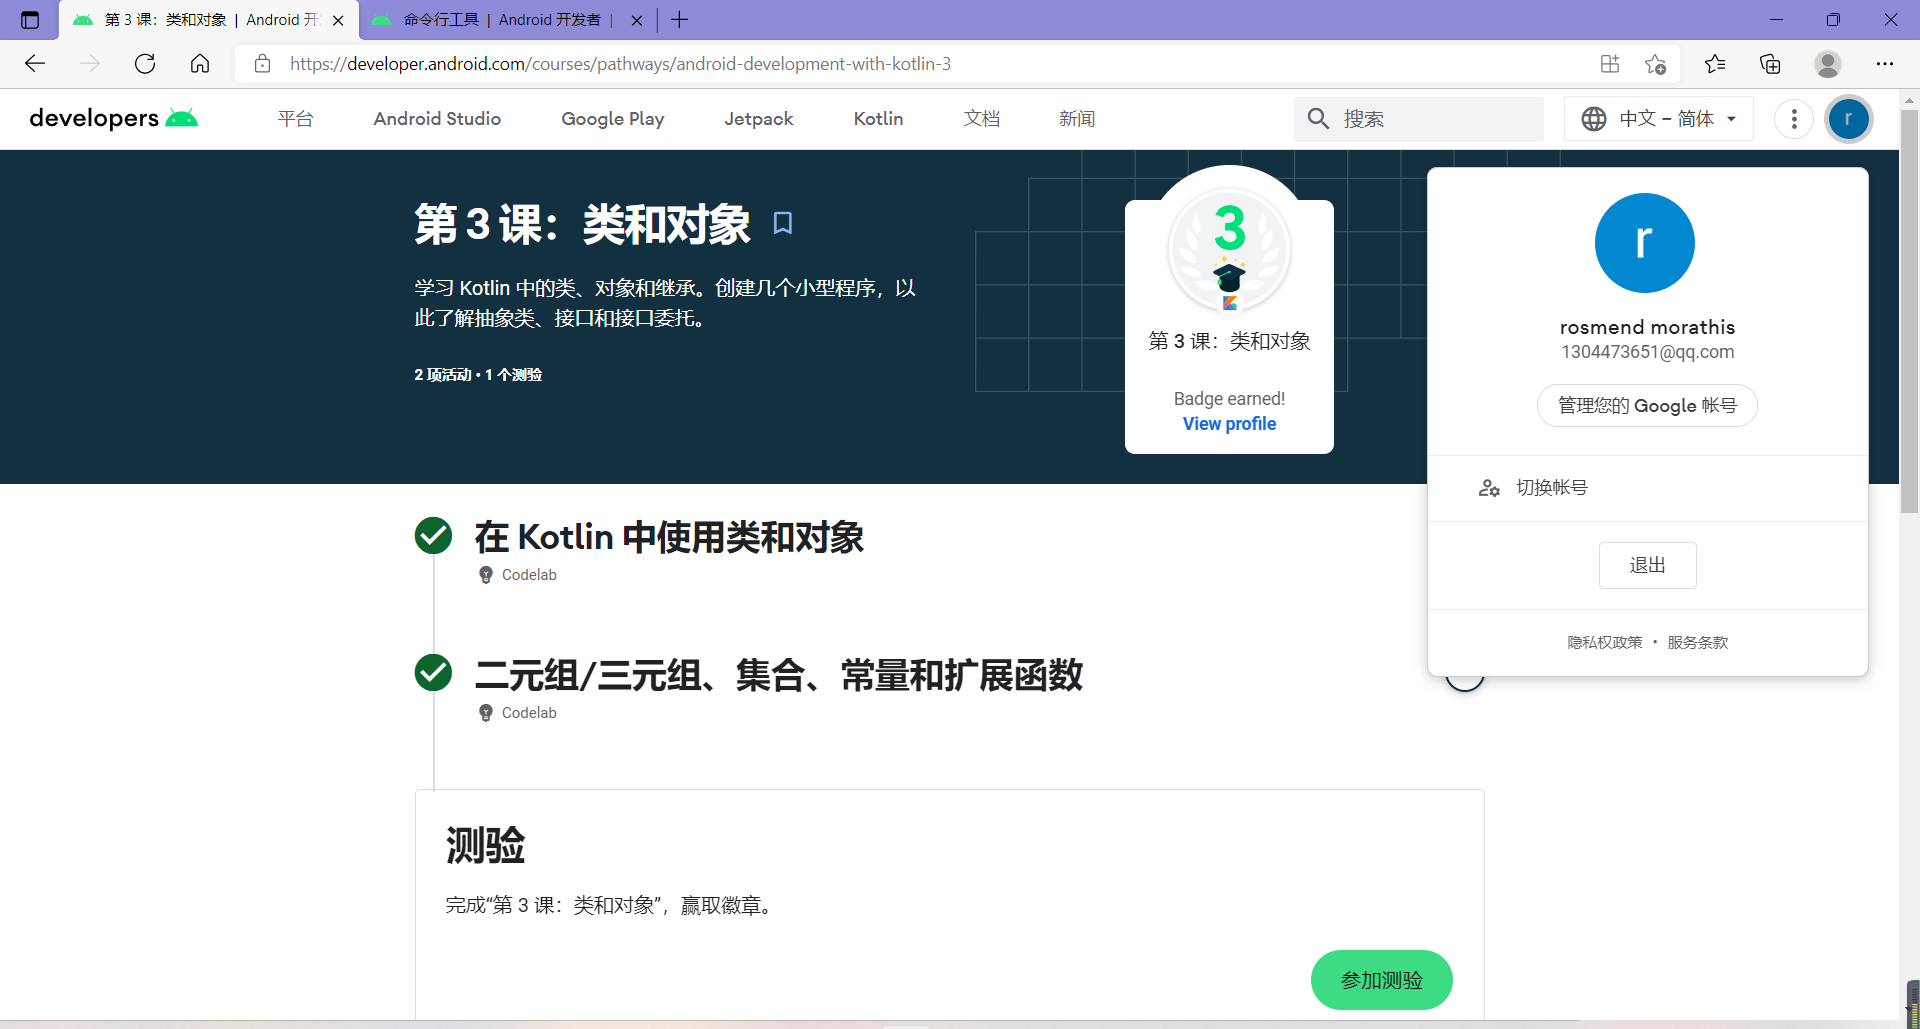 第 3 课：类和对象 | Android 开
命令行工具 | Android 开发者 |
https://developer.android.com/courses/pathways/android-development-with-kotlin-3
developers
平台
Android Studio
Google Play
Jetpack
Kotlin
文档
新闻
搜索
中文 – 简体
r
第 3 课：类和对象
学习 Kotlin 中的类、对象和继承。创建几个小型程序，以
此了解抽象类、接口和接口委托。
2 项活动 • 1 个测验
3
第 3 课：类和对象
Badge earned!
View profile
r
rosmend morathis
1304473651@qq.com
管理您的 Google 帐号
切换帐号
退出
隐私权政策 • 服务条款
在 Kotlin 中使用类和对象
Codelab
二元组/三元组、集合、常量和扩展函数
Codelab
测验
完成“第 3 课：类和对象”，赢取徽章。
参加测验